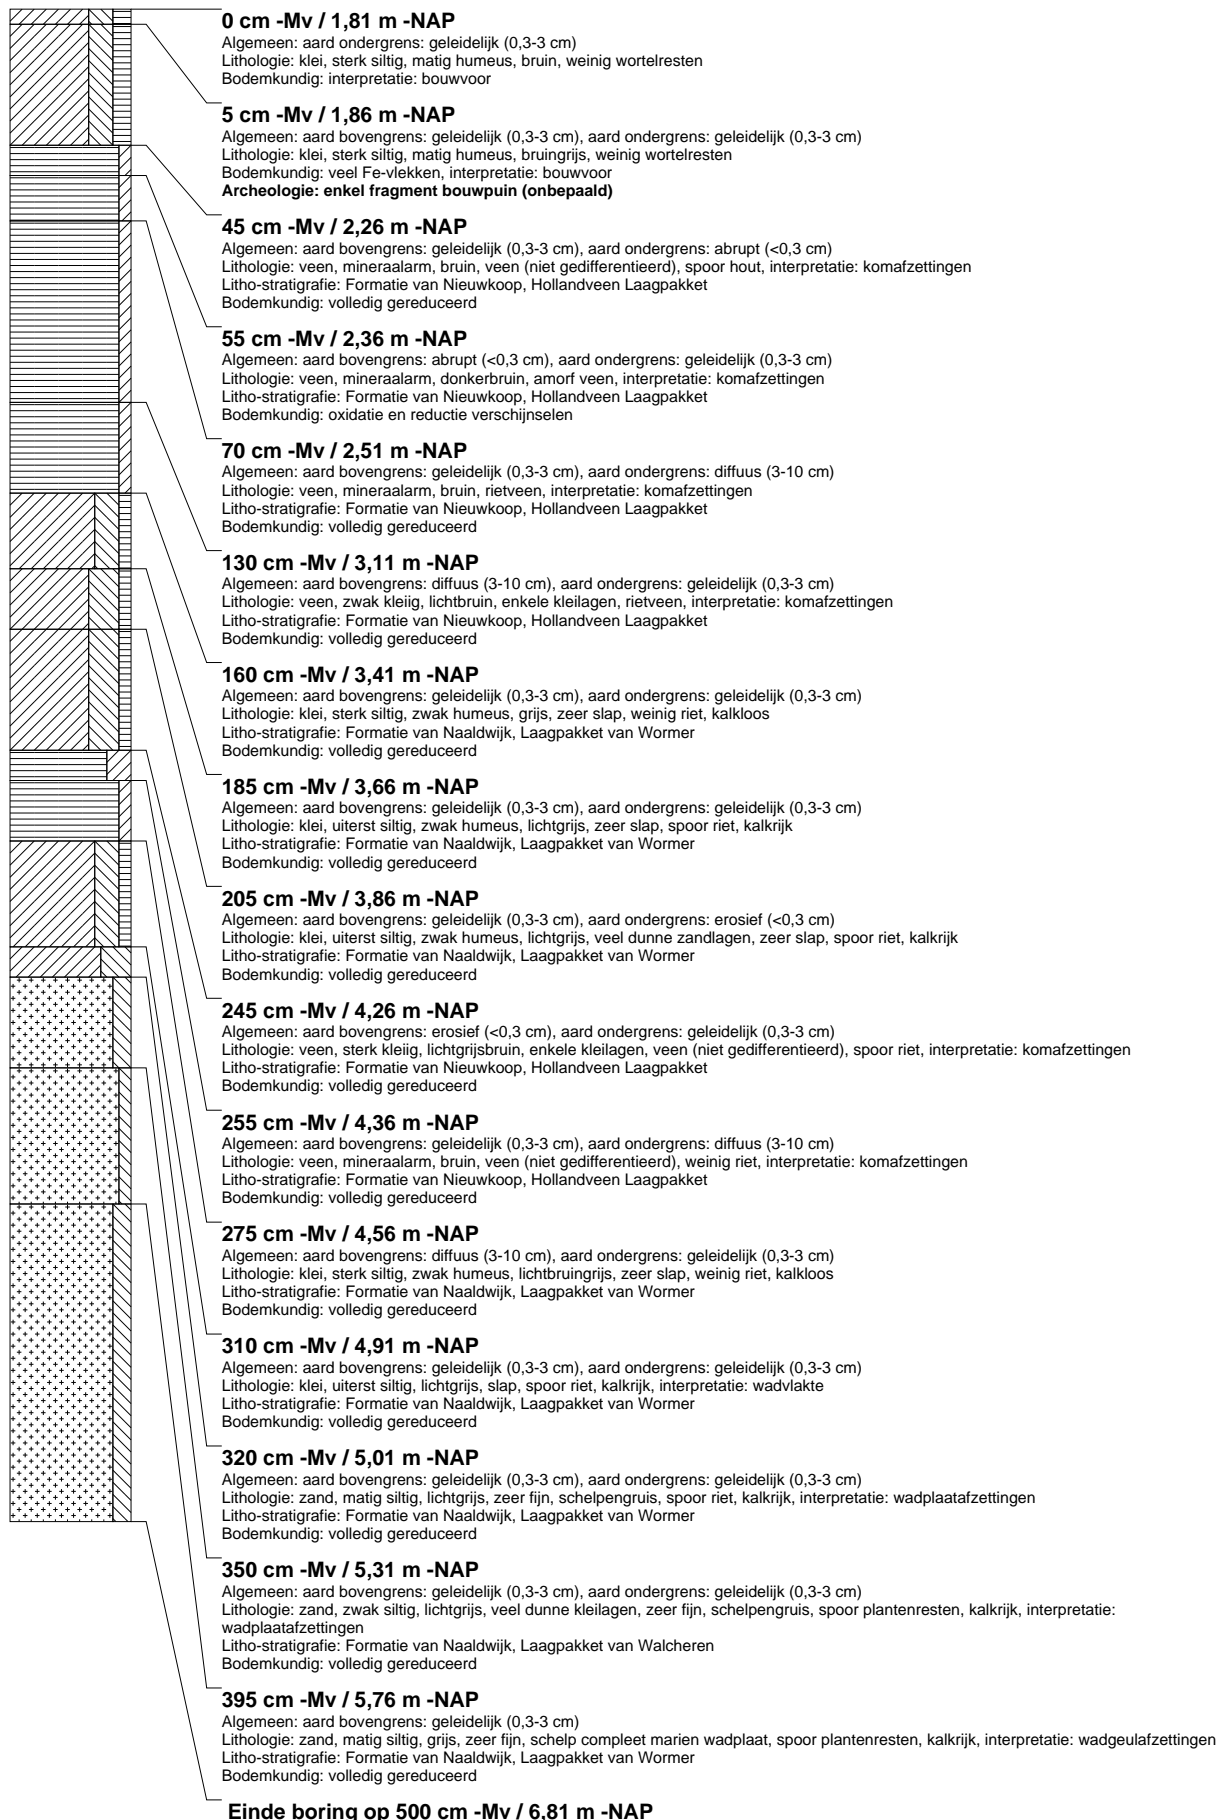 0 cm -Mv / 1,81 m -NAP
Algemeen: aard ondergrens: geleidelijk (0,3-3 cm)
Lithologie: klei, sterk siltig, matig humeus, bruin, weinig wortelresten
Bodemkundig: interpretatie: bouwvoor
5 cm -Mv / 1,86 m -NAP
Algemeen: aard bovengrens: geleidelijk (0,3-3 cm), aard ondergrens: geleidelijk (0,3-3 cm)
Lithologie: klei, sterk siltig, matig humeus, bruingrijs, weinig wortelresten
Bodemkundig: veel Fe-vlekken, interpretatie: bouwvoor
Archeologie: enkel fragment bouwpuin (onbepaald)
45 cm -Mv / 2,26 m -NAP
Algemeen: aard bovengrens: geleidelijk (0,3-3 cm), aard ondergrens: abrupt (<0,3 cm)
Lithologie: veen, mineraalarm, bruin, veen (niet gedifferentieerd), spoor hout, interpretatie: komafzettingen
Litho-stratigrafie: Formatie van Nieuwkoop, Hollandveen Laagpakket
Bodemkundig: volledig gereduceerd
55 cm -Mv / 2,36 m -NAP
Algemeen: aard bovengrens: abrupt (<0,3 cm), aard ondergrens: geleidelijk (0,3-3 cm)
Lithologie: veen, mineraalarm, donkerbruin, amorf veen, interpretatie: komafzettingen
Litho-stratigrafie: Formatie van Nieuwkoop, Hollandveen Laagpakket
Bodemkundig: oxidatie en reductie verschijnselen
70 cm -Mv / 2,51 m -NAP
Algemeen: aard bovengrens: geleidelijk (0,3-3 cm), aard ondergrens: diffuus (3-10 cm)
Lithologie: veen, mineraalarm, bruin, rietveen, interpretatie: komafzettingen
Litho-stratigrafie: Formatie van Nieuwkoop, Hollandveen Laagpakket
Bodemkundig: volledig gereduceerd
130 cm -Mv / 3,11 m -NAP
Algemeen: aard bovengrens: diffuus (3-10 cm), aard ondergrens: geleidelijk (0,3-3 cm)
Lithologie: veen, zwak kleiig, lichtbruin, enkele kleilagen, rietveen, interpretatie: komafzettingen
Litho-stratigrafie: Formatie van Nieuwkoop, Hollandveen Laagpakket
Bodemkundig: volledig gereduceerd
160 cm -Mv / 3,41 m -NAP
Algemeen: aard bovengrens: geleidelijk (0,3-3 cm), aard ondergrens: geleidelijk (0,3-3 cm)
Lithologie: klei, sterk siltig, zwak humeus, grijs, zeer slap, weinig riet, kalkloos
Litho-stratigrafie: Formatie van Naaldwijk, Laagpakket van Wormer
Bodemkundig: volledig gereduceerd
185 cm -Mv / 3,66 m -NAP
Algemeen: aard bovengrens: geleidelijk (0,3-3 cm), aard ondergrens: geleidelijk (0,3-3 cm)
Lithologie: klei, uiterst siltig, zwak humeus, lichtgrijs, zeer slap, spoor riet, kalkrijk
Litho-stratigrafie: Formatie van Naaldwijk, Laagpakket van Wormer
Bodemkundig: volledig gereduceerd
205 cm -Mv / 3,86 m -NAP
Algemeen: aard bovengrens: geleidelijk (0,3-3 cm), aard ondergrens: erosief (<0,3 cm)
Lithologie: klei, uiterst siltig, zwak humeus, lichtgrijs, veel dunne zandlagen, zeer slap, spoor riet, kalkrijk
Litho-stratigrafie: Formatie van Naaldwijk, Laagpakket van Wormer
Bodemkundig: volledig gereduceerd
245 cm -Mv / 4,26 m -NAP
Algemeen: aard bovengrens: erosief (<0,3 cm), aard ondergrens: geleidelijk (0,3-3 cm)
Lithologie: veen, sterk kleiig, lichtgrijsbruin, enkele kleilagen, veen (niet gedifferentieerd), spoor riet, interpretatie: komafzettingen
Litho-stratigrafie: Formatie van Nieuwkoop, Hollandveen Laagpakket
Bodemkundig: volledig gereduceerd
255 cm -Mv / 4,36 m -NAP
Algemeen: aard bovengrens: geleidelijk (0,3-3 cm), aard ondergrens: diffuus (3-10 cm)
Lithologie: veen, mineraalarm, bruin, veen (niet gedifferentieerd), weinig riet, interpretatie: komafzettingen
Litho-stratigrafie: Formatie van Nieuwkoop, Hollandveen Laagpakket
Bodemkundig: volledig gereduceerd
275 cm -Mv / 4,56 m -NAP
Algemeen: aard bovengrens: diffuus (3-10 cm), aard ondergrens: geleidelijk (0,3-3 cm)
Lithologie: klei, sterk siltig, zwak humeus, lichtbruingrijs, zeer slap, weinig riet, kalkloos
Litho-stratigrafie: Formatie van Naaldwijk, Laagpakket van Wormer
Bodemkundig: volledig gereduceerd
310 cm -Mv / 4,91 m -NAP
Algemeen: aard bovengrens: geleidelijk (0,3-3 cm), aard ondergrens: geleidelijk (0,3-3 cm)
Lithologie: klei, uiterst siltig, lichtgrijs, slap, spoor riet, kalkrijk, interpretatie: wadvlakte
Litho-stratigrafie: Formatie van Naaldwijk, Laagpakket van Wormer
Bodemkundig: volledig gereduceerd
320 cm -Mv / 5,01 m -NAP
Algemeen: aard bovengrens: geleidelijk (0,3-3 cm), aard ondergrens: geleidelijk (0,3-3 cm)
Lithologie: zand, matig siltig, lichtgrijs, zeer fijn, schelpengruis, spoor riet, kalkrijk, interpretatie: wadplaatafzettingen
Litho-stratigrafie: Formatie van Naaldwijk, Laagpakket van Wormer
Bodemkundig: volledig gereduceerd
350 cm -Mv / 5,31 m -NAP
Algemeen: aard bovengrens: geleidelijk (0,3-3 cm), aard ondergrens: geleidelijk (0,3-3 cm)
Lithologie: zand, zwak siltig, lichtgrijs, veel dunne kleilagen, zeer fijn, schelpengruis, spoor plantenresten, kalkrijk, interpretatie:
wadplaatafzettingen
Litho-stratigrafie: Formatie van Naaldwijk, Laagpakket van Walcheren
Bodemkundig: volledig gereduceerd
395 cm -Mv / 5,76 m -NAP
Algemeen: aard bovengrens: geleidelijk (0,3-3 cm)
Lithologie: zand, matig siltig, grijs, zeer fijn, schelp compleet marien wadplaat, spoor plantenresten, kalkrijk, interpretatie: wadgeulafzettingen
Litho-stratigrafie: Formatie van Naaldwijk, Laagpakket van Wormer
Bodemkundig: volledig gereduceerd
Einde boring op 500 cm -Mv / 6,81 m -NAP